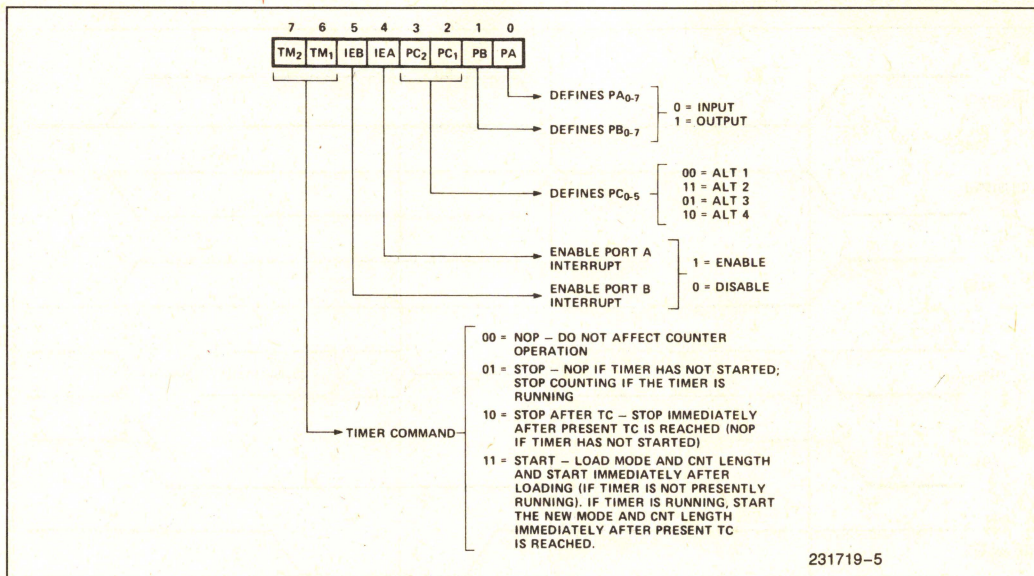 7 6 5 4 3 2 1 0
TM2 TM1 IEB IEA PC2 PC1 PB PA
DEFINES PA0-7
DEFINES PB0-7
0 = INPUT
1 = OUTPUT
DEFINES PC0-5
00 = ALT 1
11 = ALT 2
01 = ALT 3
10 = ALT 4
ENABLE PORT A
INTERRUPT
ENABLE PORT B
INTERRUPT
1 = ENABLE
0 = DISABLE
TIMER COMMAND
00 = NOP – DO NOT AFFECT COUNTER
OPERATION
01 = STOP – NOP IF TIMER HAS NOT STARTED;
STOP COUNTING IF THE TIMER IS
RUNNING
10 = STOP AFTER TC – STOP IMMEDIATELY
AFTER PRESENT TC IS REACHED (NOP
IF TIMER HAS NOT STARTED)
11 = START – LOAD MODE AND CNT LENGTH
AND START IMMEDIATELY AFTER
LOADING (IF TIMER IS NOT PRESENTLY
RUNNING). IF TIMER IS RUNNING, START
THE NEW MODE AND CNT LENGTH
IMMEDIATELY AFTER PRESENT TC
IS REACHED.
231719–5